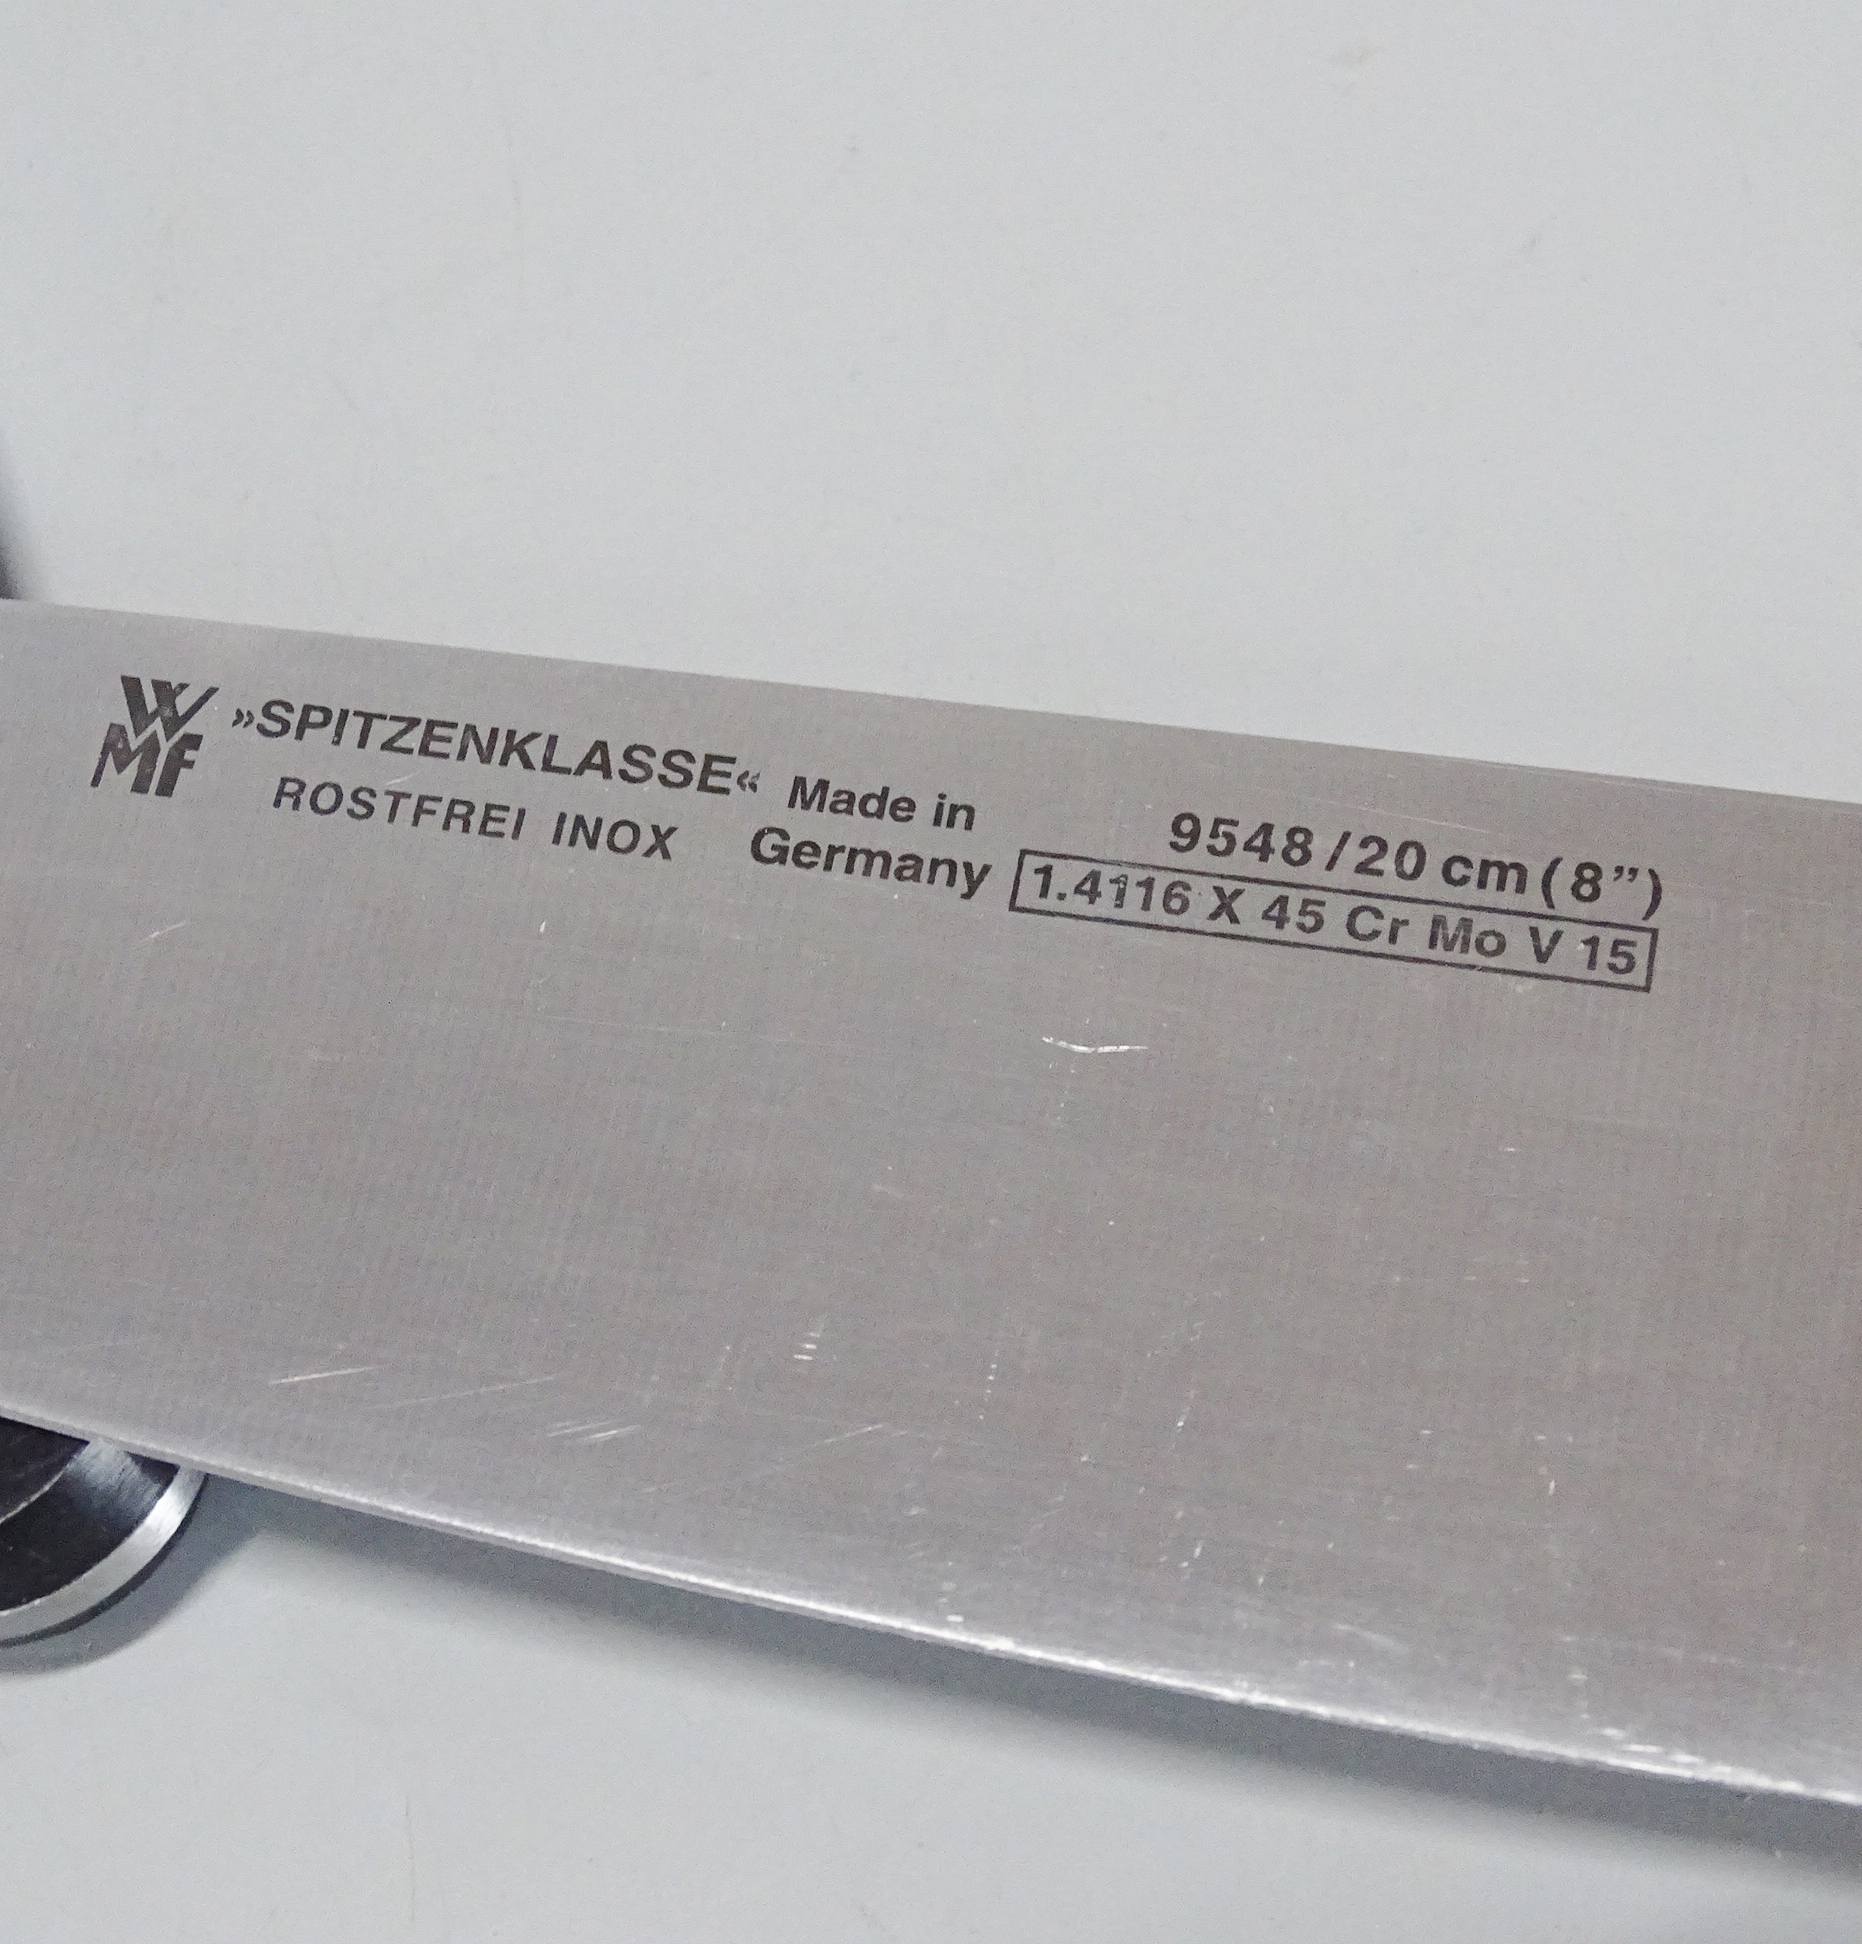 WMF
»SPITZENKLASSE«
ROSTFREI INOX
Made in
Germany
9548/20 cm (8”)
1.4116 X 45 Cr Mo V 15